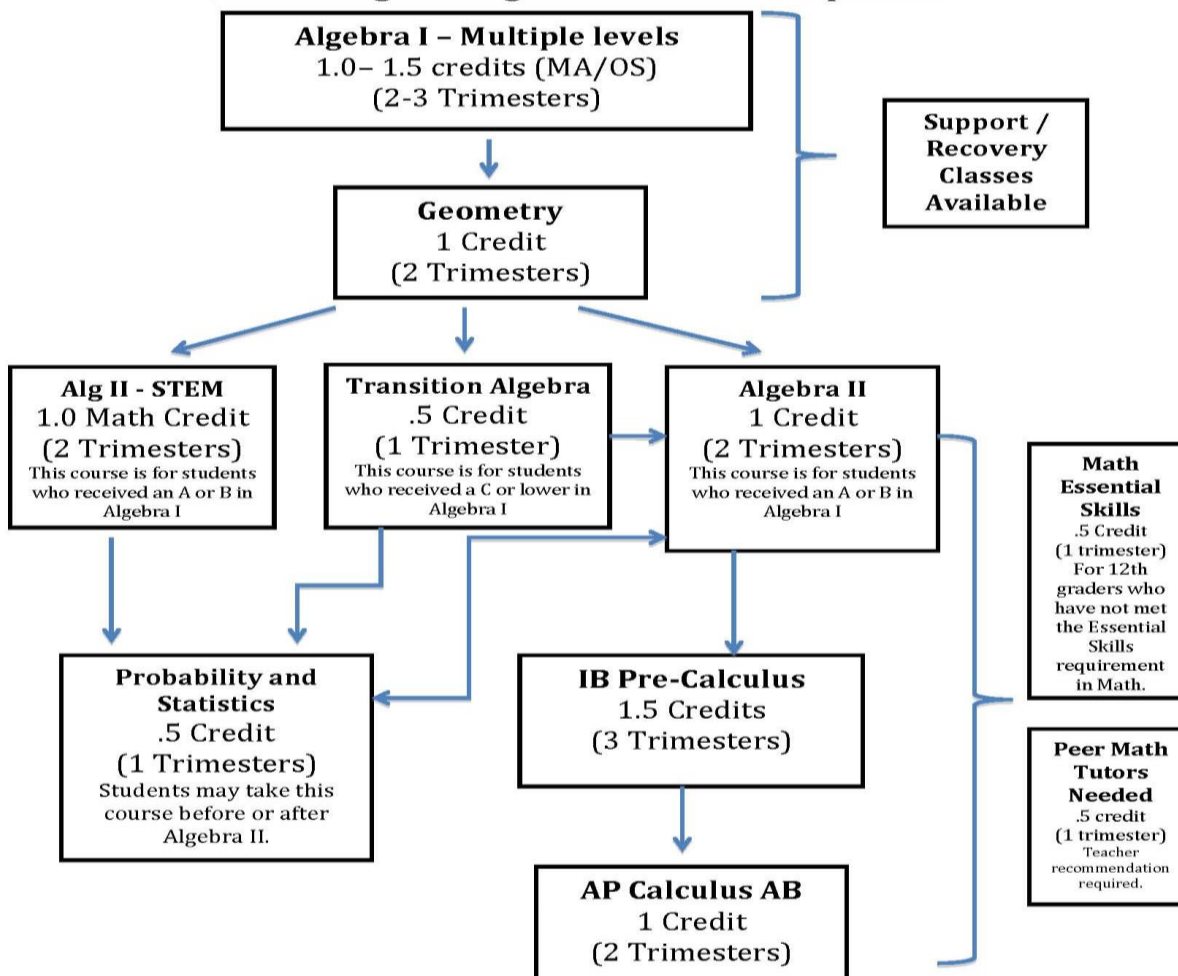 Algebra I – Multiple levels
1.0– 1.5 credits (MA/OS)
(2-3 Trimesters)
Support /
Recovery
Classes
Available
Geometry
1 Credit
(2 Trimesters)
Alg II - STEM
1.0 Math Credit
(2 Trimesters)
This course is for students
who received an A or B in
Algebra I
Transition Algebra
.5 Credit
(1 Trimester)
This course is for students
who received a C or lower in
Algebra I
Algebra II
1 Credit
(2 Trimesters)
This course is for students
who received an A or B in
Algebra I
Math
Essential
Skills
.5 Credit
(1 trimester)
For 12th
graders who
have not met
the Essential
Skills
requirement
in Math.
Probability and
Statistics
.5 Credit
(1 Trimesters)
Students may take this
course before or after
Algebra II.
IB Pre-Calculus
1.5 Credits
(3 Trimesters)
Peer Math
Tutors
Needed
.5 credit
(1 trimester)
Teacher
recommendation
required.
AP Calculus AB
1 Credit
(2 Trimesters)